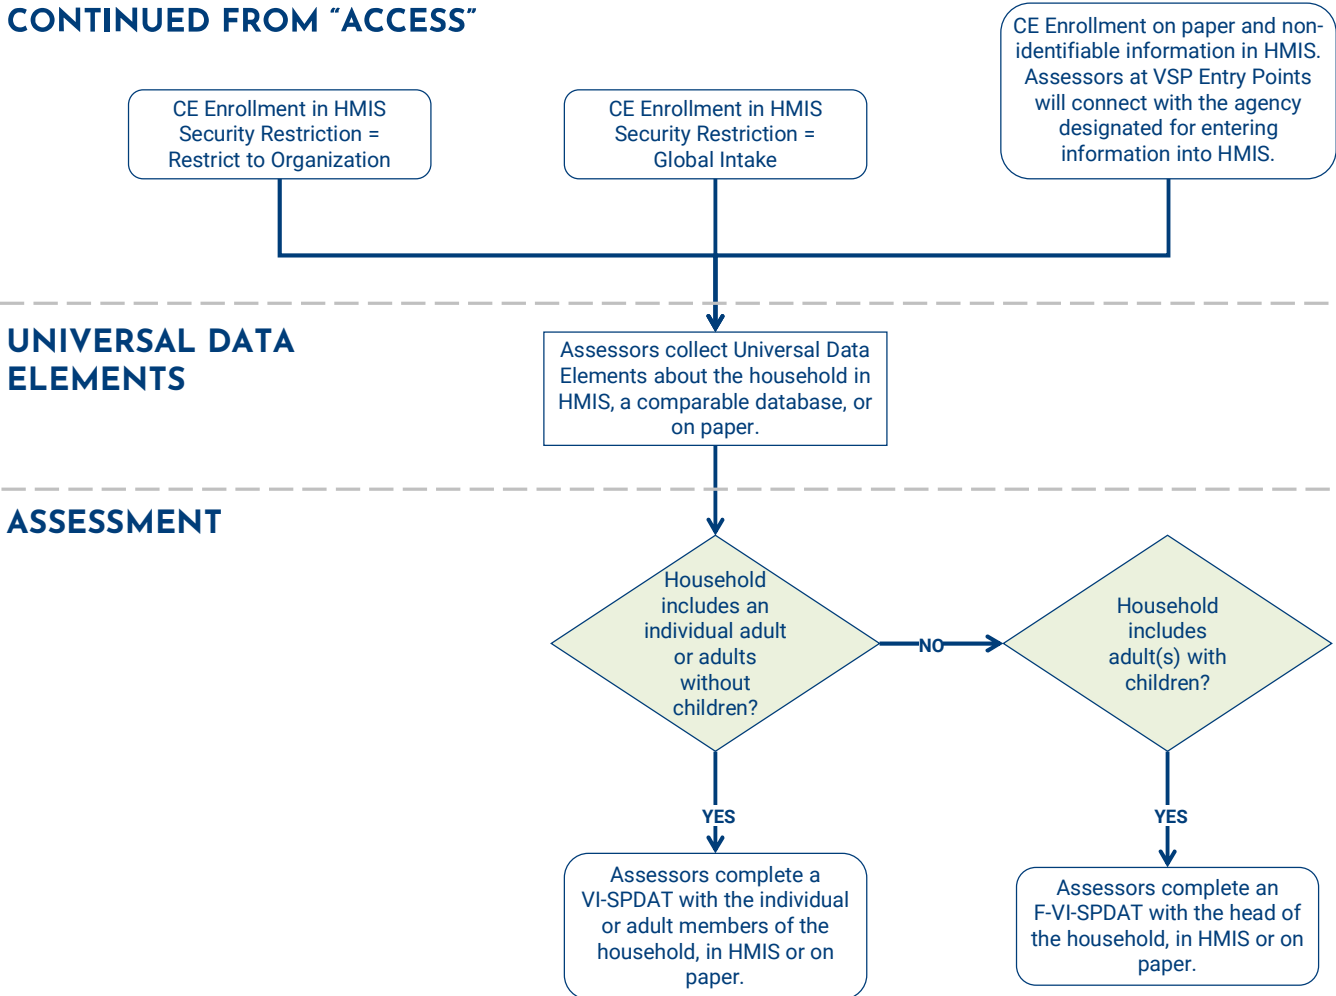 CONTINUED FROM “ACCESS”
CE Enrollment in HMIS
Security Restriction =
Restrict to Organization
CE Enrollment in HMIS
Security Restriction =
Global Intake
CE Enrollment on paper and non-
identifiable information in HMIS.
Assessors at VSP Entry Points
will connect with the agency
designated for entering
information into HMIS.
UNIVERSAL DATA
ELEMENTS
Assessors collect Universal Data
Elements about the household in
HMIS, a comparable database, or
on paper.
ASSESSMENT
Household
includes an
individual adult
or adults
without
children?
NO
Household
includes
adult(s) with
children?
YES
YES
Assessors complete a
VI-SPDAT with the individual
or adult members of the
household, in HMIS or on
paper.
Assessors complete an
F-VI-SPDAT with the head of
the household, in HMIS or on
paper.